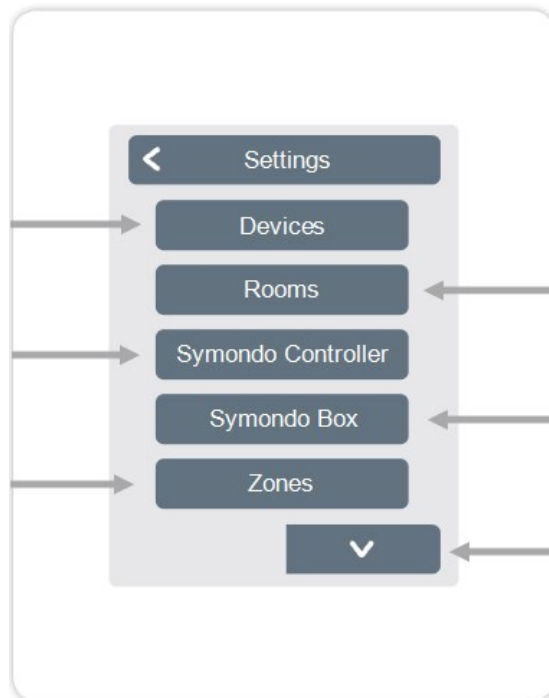 Settings
Devices
Rooms
Symondo Controller
Symondo Box
Zones